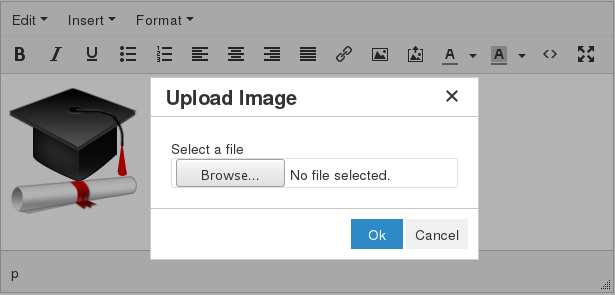 Edit Insert Format
B I U A A <>
Upload Image
Select a file
Browse... No file selected.
Ok Cancel
p